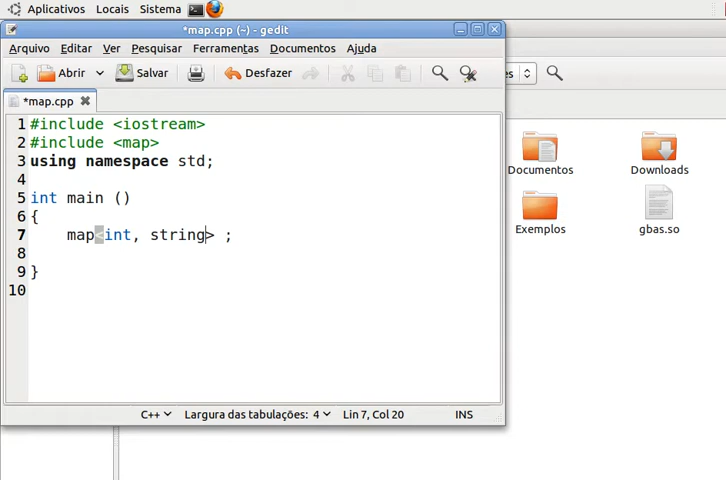 Aplicativos Locais Sistema
*map.cpp (~) - gedit
Arquivo Editar Ver Pesquisar Ferramentas Documentos Ajuda
Abrir Salvar Desfazer
*map.cpp
1 #include <iostream>
2 #include <map>
3 using namespace std;
4
5 int main ()
6 {
7 map<int, string> ;
8
9 }
10
C++ Largura das tabulações: 4 Lin 7, Col 20 INS
es
Documentos Downloads
Exemplos gbas.so